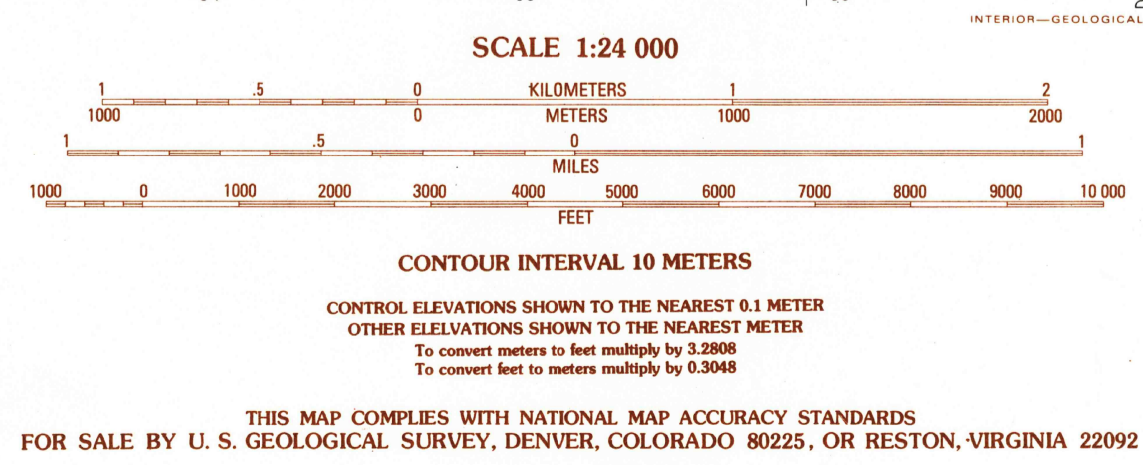 INTERIOR—GEOLOGICAL
SCALE 1:24 000
1 .5 0 KILOMETERS 1 2
1000 0 METERS 1000 2000
1 .5 0 1
MILES
1000 0 1000 2000 3000 4000 5000 6000 7000 8000 9000 10 000
FEET
CONTOUR INTERVAL 10 METERS
CONTROL ELEVATIONS SHOWN TO THE NEAREST 0.1 METER
OTHER ELELVATIONS SHOWN TO THE NEAREST METER
To convert meters to feet multiply by 3.2808
To convert feet to meters multiply by 0.3048
THIS MAP COMPLIES WITH NATIONAL MAP ACCURACY STANDARDS
FOR SALE BY U. S. GEOLOGICAL SURVEY, DENVER, COLORADO 80225, OR RESTON, VIRGINIA 22092